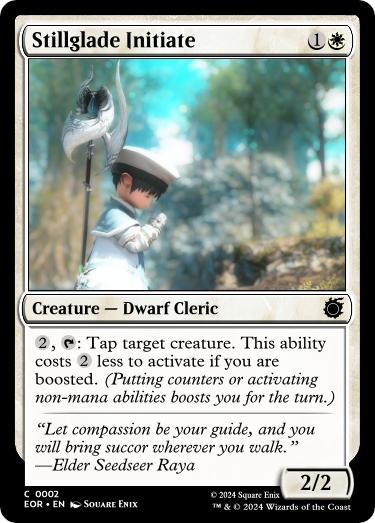 Stillglade Initiate 1
Creature — Dwarf Cleric
2, : Tap target creature. This ability
costs 2 less to activate if you are
boosted. (Putting counters or activating
non-mana abilities boosts you for the turn.)
“Let compassion be your guide, and you
will bring succor wherever you walk.”
—Elder Seedseer Raya
2/2
C 0002
EOR • EN SQUARE ENIX
© 2024 Square Enix
™ & © 2024 Wizards of the Coast